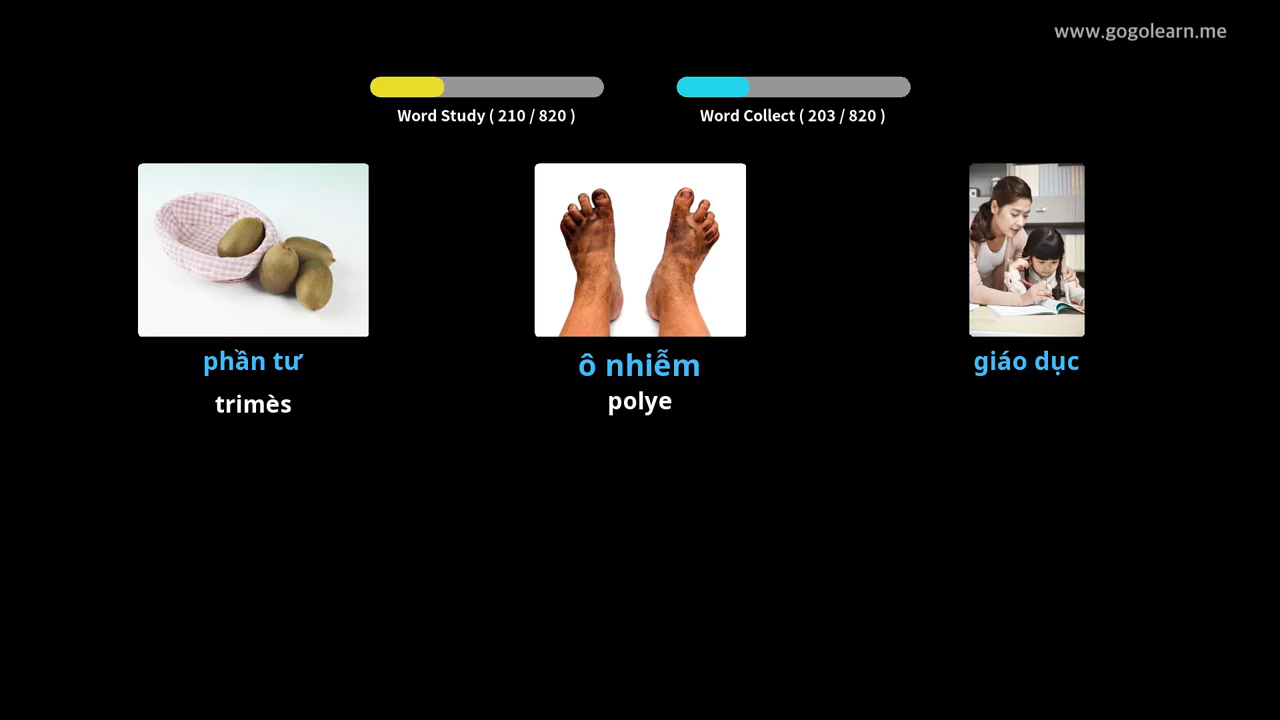 www.gogolearn.me
Word Study ( 210 / 820 )
Word Collect ( 203 / 820 )
phần tư
trimès
ô nhiễm
polye
giáo dục